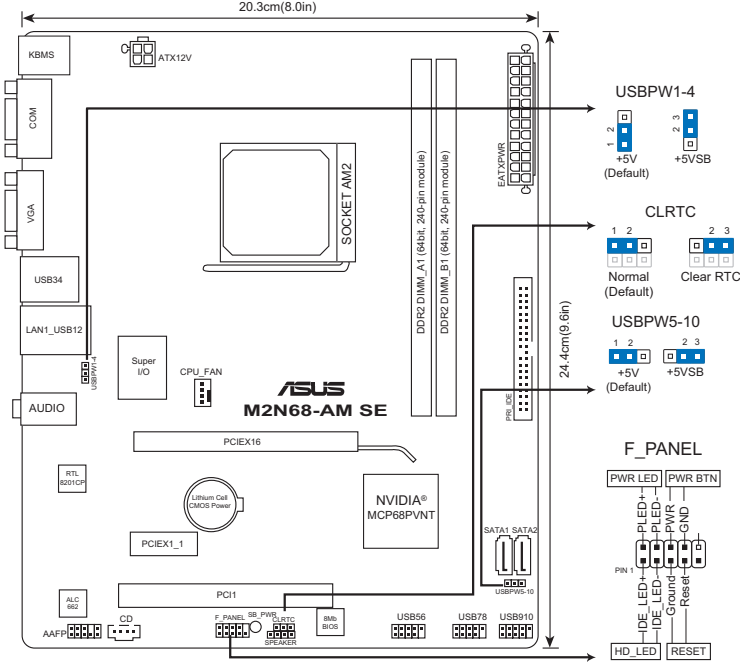 20.3cm(8.0in)
KBMS
ATX12V
COM
VGA
USB34
LAN1_USB12
USBPW1-4
AUDIO
SOCKET AM2
DDR2 DIMM_A1 (64bit, 240-pin module)
DDR2 DIMM_B1 (64bit, 240-pin module)
EATXPWR
24.4cm(9.6in)
Super
I/O
CPU_FAN
ASUS
M2N68-AM SE
PRI_IDE
PCIEX16
RTL
8201CP
Lithium Cell
CMOS Power
NVIDIA®
MCP68PVNT
PCIEX1_1
SATA1 SATA2
USBPW5-10
PCI1
ALC
662
AAFP
CD
F_PANEL
SB_PWR
CLRTC
SPEAKER
8Mb
BIOS
USB56
USB78
USB910
USBPW1-4
1 2
2 3
+5V
(Default)
+5VSB
CLRTC
1 2
2 3
Normal
(Default)
Clear RTC
USBPW5-10
1 2
2 3
+5V
(Default)
+5VSB
F_PANEL
PWR LED
PWR BTN
PLED+
PLED-
PWR
GND
PIN 1
IDE_LED+
IDE_LED-
Ground
Reset
HD_LED
RESET